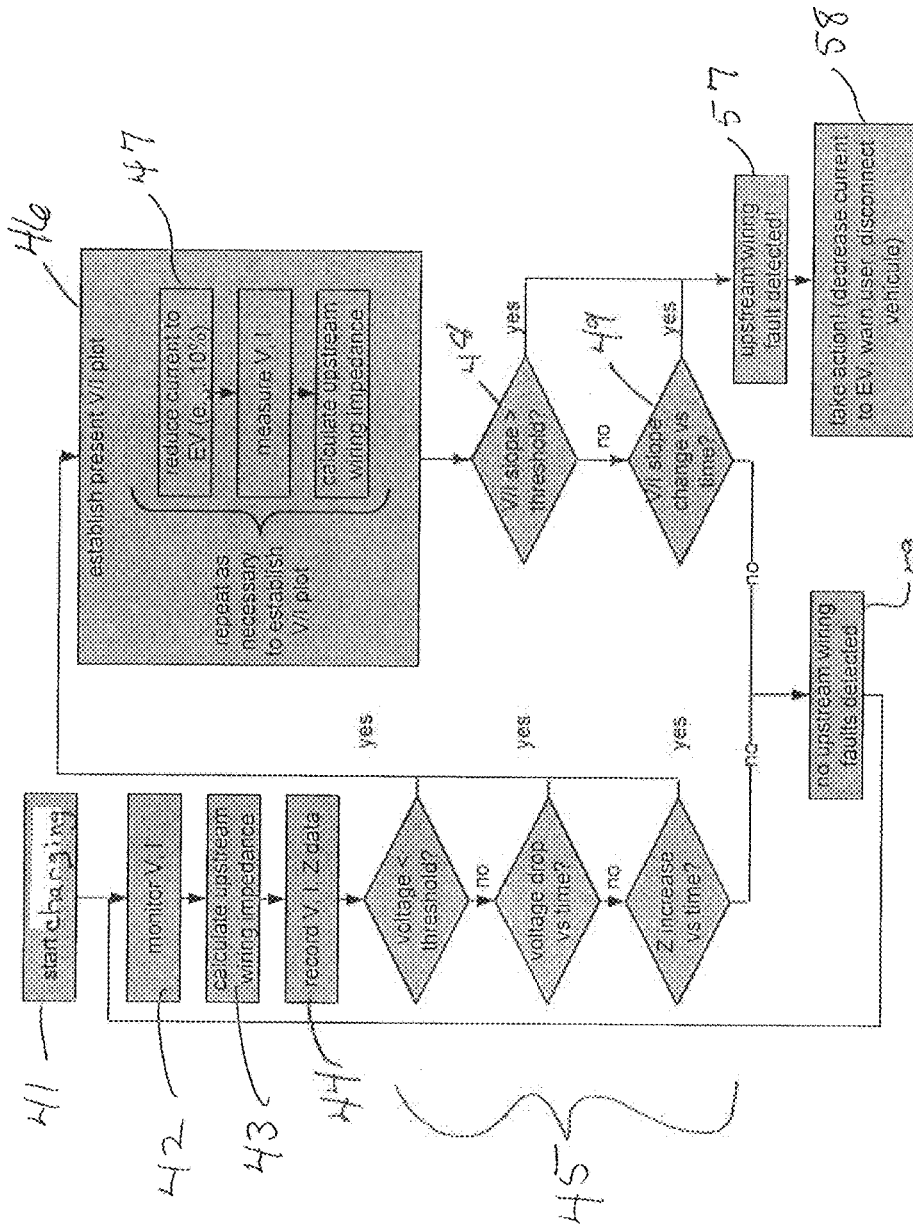 41
start charging
42
monitor V I
43
calculate upstream
wiring impedance
44
record V I Z data
45
voltage <
threshold?
yes
no
voltage drop
vs time?
yes
no
Z increase
vs time?
yes
no
46
establish present V/I plot
47
repeat as
necessary
to establish
V/I plot
reduce current to
EV (e. 10%)
measure V I
calculate upstream
wiring impedance
48
V/I slope >
threshold?
yes
no
49
V/I slope
change vs
time?
yes
no
no upstream wiring
faults detected
57
upstream wiring
fault detected!
58
take action! (decrease curent
to EV, warn user, disconnect
vehicule)